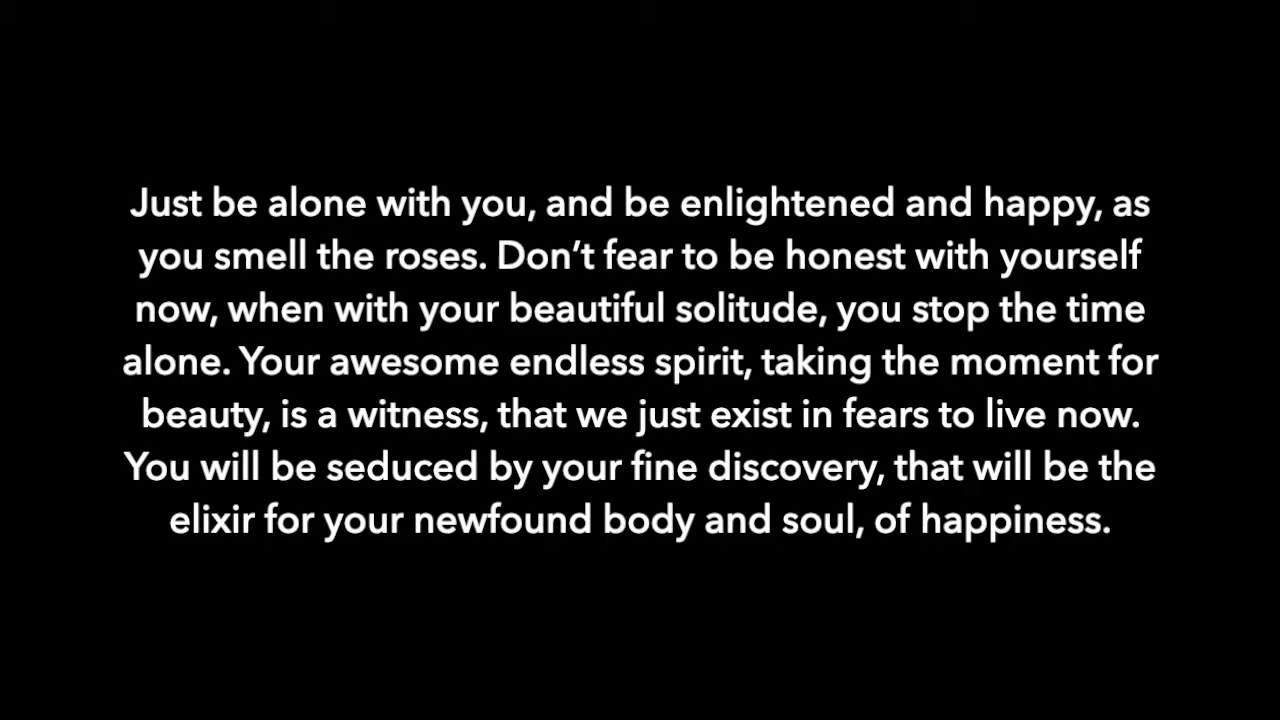 Just be alone with you, and be enlightened and happy, as
you smell the roses. Don’t fear to be honest with yourself
now, when with your beautiful solitude, you stop the time
alone. Your awesome endless spirit, taking the moment for
beauty, is a witness, that we just exist in fears to live now.
You will be seduced by your fine discovery, that will be the
elixir for your newfound body and soul, of happiness.